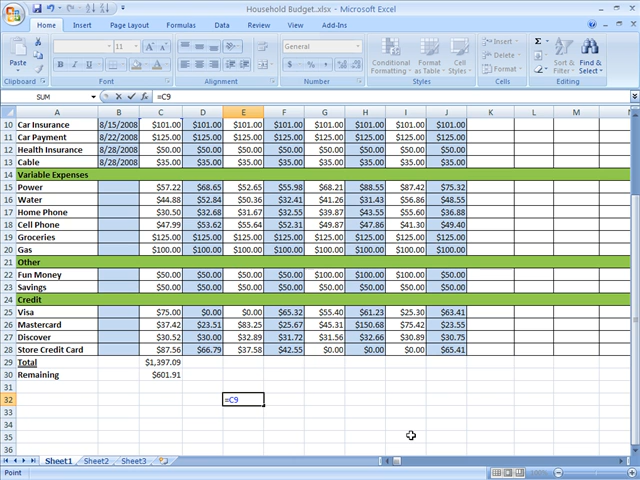 Household Budget.xlsx - Microsoft Excel
Home Insert Page Layout Formulas Data Review View Add-Ins
Paste 11 General Conditional Formatting Format as Table Cell Styles Insert Delete Format Sort & Filter Find & Select
Clipboard Font Alignment Number Styles Cells Editing
SUM =C9
A B C D E F G H I J K L M
10 Car Insurance 8/15/2008 $101.00 $101.00 $101.00 $101.00 $101.00 $101.00 $101.00 $101.00
11 Car Payment 8/22/2008 $125.00 $125.00 $125.00 $125.00 $125.00 $125.00 $125.00 $125.00
12 Health Insurance 8/28/2008 $50.00 $50.00 $50.00 $50.00 $50.00 $50.00 $50.00 $50.00
13 Cable 8/28/2008 $35.00 $35.00 $35.00 $35.00 $35.00 $35.00 $35.00 $35.00
14 Variable Expenses
15 Power $57.22 $68.65 $52.65 $55.98 $68.21 $88.55 $87.42 $75.32
16 Water $44.88 $52.84 $50.36 $32.41 $41.26 $31.43 $56.86 $48.55
17 Home Phone $30.50 $32.68 $31.67 $32.55 $39.87 $43.55 $55.60 $36.88
18 Cell Phone $47.99 $53.62 $55.64 $52.31 $49.87 $47.86 $41.30 $49.40
19 Groceries $125.00 $125.00 $125.00 $125.00 $125.00 $125.00 $125.00 $125.00
20 Gas $100.00 $100.00 $100.00 $100.00 $100.00 $100.00 $100.00 $100.00
21 Other
22 Fun Money $50.00 $50.00 $50.00 $50.00 $100.00 $100.00 $100.00 $50.00
23 Savings $50.00 $50.00 $50.00 $50.00 $50.00 $50.00 $50.00 $50.00
24 Credit
25 Visa $75.00 $0.00 $0.00 $65.32 $55.40 $61.23 $25.30 $63.41
26 Mastercard $37.42 $23.51 $83.25 $25.67 $45.31 $150.68 $75.42 $23.55
27 Discover $30.52 $30.00 $32.89 $31.72 $31.56 $32.66 $30.89 $30.75
28 Store Credit Card $87.56 $66.79 $37.58 $42.55 $0.00 $0.00 $0.00 $65.41
29 Total $1,397.09
30 Remaining $601.91
31
32 =C9
33
34
35
36
Sheet1 Sheet2 Sheet3
Point